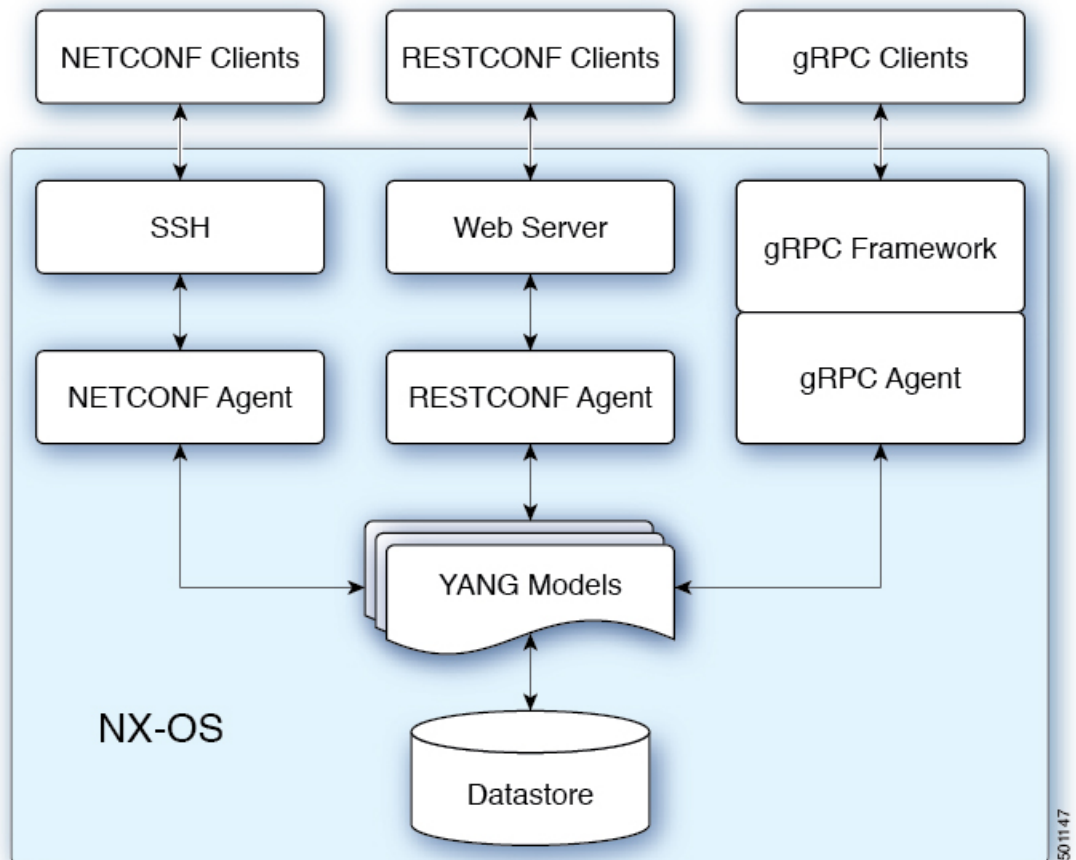 NETCONF Clients
RESTCONF Clients
gRPC Clients
SSH
Web Server
gRPC Framework
NETCONF Agent
RESTCONF Agent
gRPC Agent
YANG Models
NX-OS
Datastore
501147